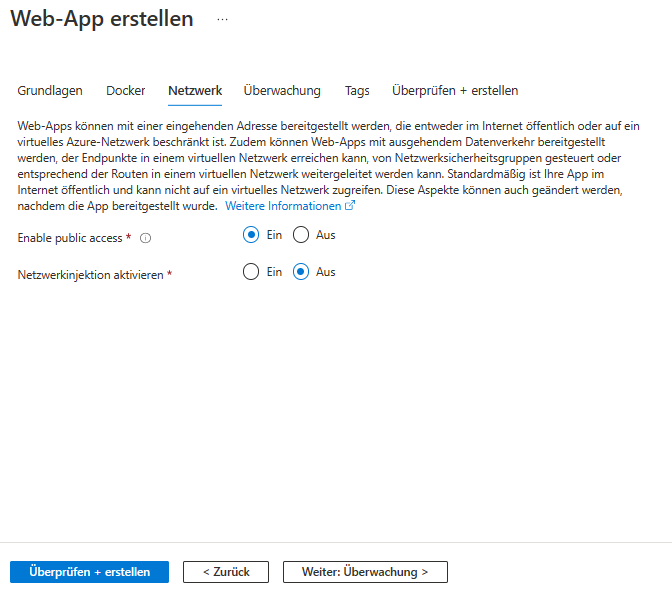 Web-App erstellen ...
Grundlagen Docker Netzwerk Überwachung Tags Überprüfen + erstellen
Web-Apps können mit einer eingehenden Adresse bereitgestellt werden, die entweder im Internet öffentlich oder auf ein
virtuelles Azure-Netzwerk beschränkt ist. Zudem können Web-Apps mit ausgehendem Datenverkehr bereitgestellt
werden, der Endpunkte in einem virtuellen Netzwerk erreichen kann, von Netzwerksicherheitsgruppen gesteuert oder
entsprechend der Routen in einem virtuellen Netzwerk weitergeleitet werden kann. Standardmäßig ist Ihre App im
Internet öffentlich und kann nicht auf ein virtuelles Netzwerk zugreifen. Diese Aspekte können auch geändert werden,
nachdem die App bereitgestellt wurde. Weitere Informationen
Enable public access * Ein Aus
Netzwerkinjektion aktivieren * Ein Aus
Überprüfen + erstellen < Zurück Weiter: Überwachung >